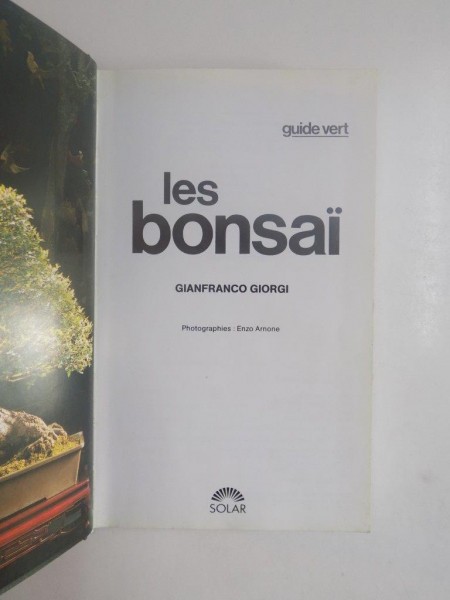 guide vert
les
bonsaï
GIANFRANCO GIORGI
Photographies : Enzo Arnone
SOLAR